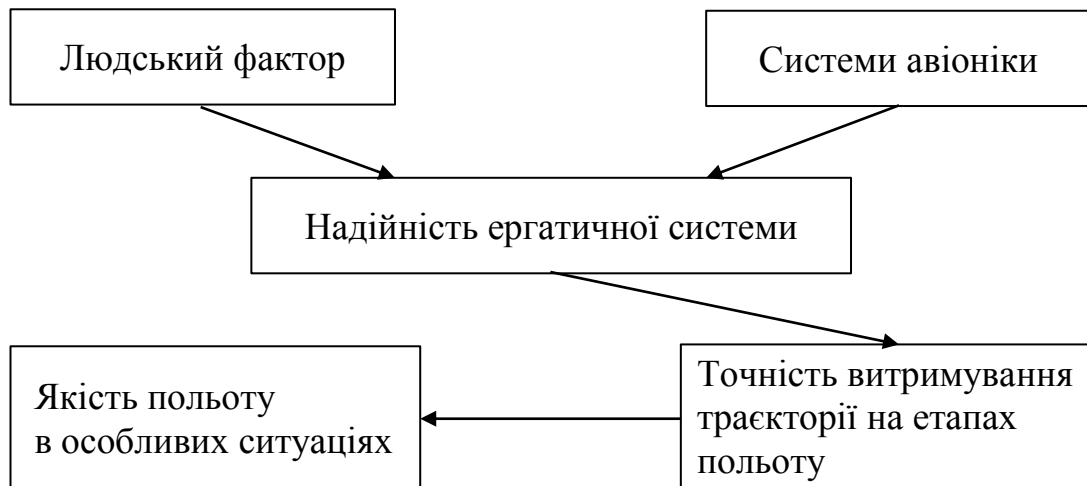 Людський фактор
Системи авіоніки
Надійність ергатичної системи
Якість польоту
в особливих ситуаціях
Точність витримування
траєкторії на етапах
польоту